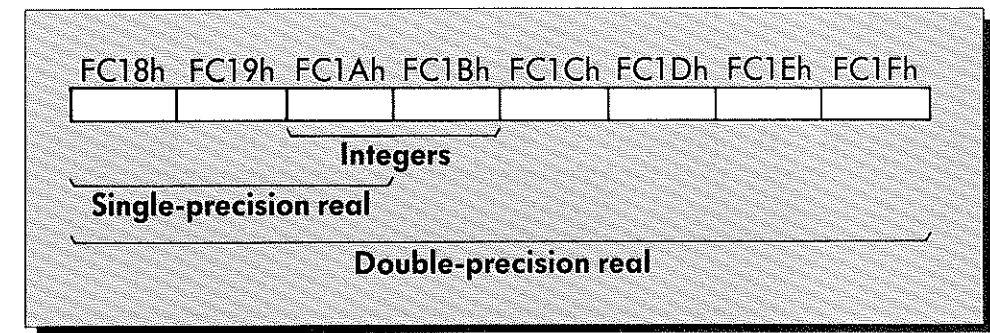 FC18h FC19h FC1Ah FC1Bh FC1Ch FC1Dh FC1Eh FC1Fh
Integers
Single-precision real
Double-precision real